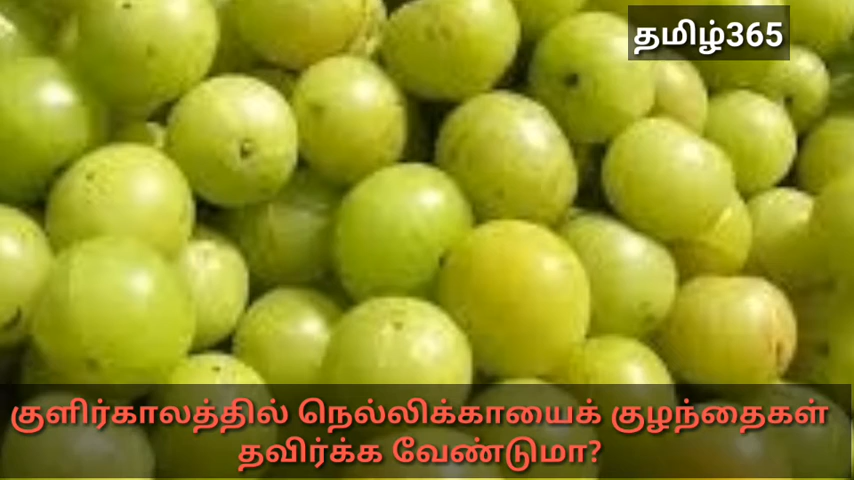 தமிழ்365
குளிர்காலத்தில் நெல்லிக்காயைக் குழந்தைகள்
தவிர்க்க வேண்டுமா?